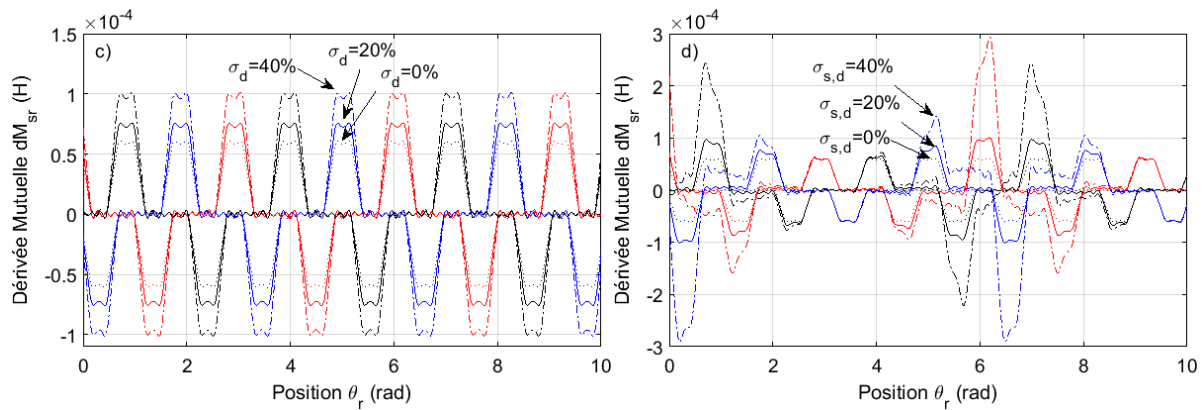 ×10⁻⁴
c)
σd=20%
σd=40%
σd=0%
1.5
1
0.5
0
-0.5
-1
Dérivée Mutuelle dMsr (H)
0 2 4 6 8 10
Position θr (rad)
×10⁻⁴
d)
σs,d=40%
σs,d=20%
σs,d=0%
3
2
1
0
-1
-2
-3
Dérivée Mutuelle dMsr (H)
0 2 4 6 8 10
Position θr (rad)